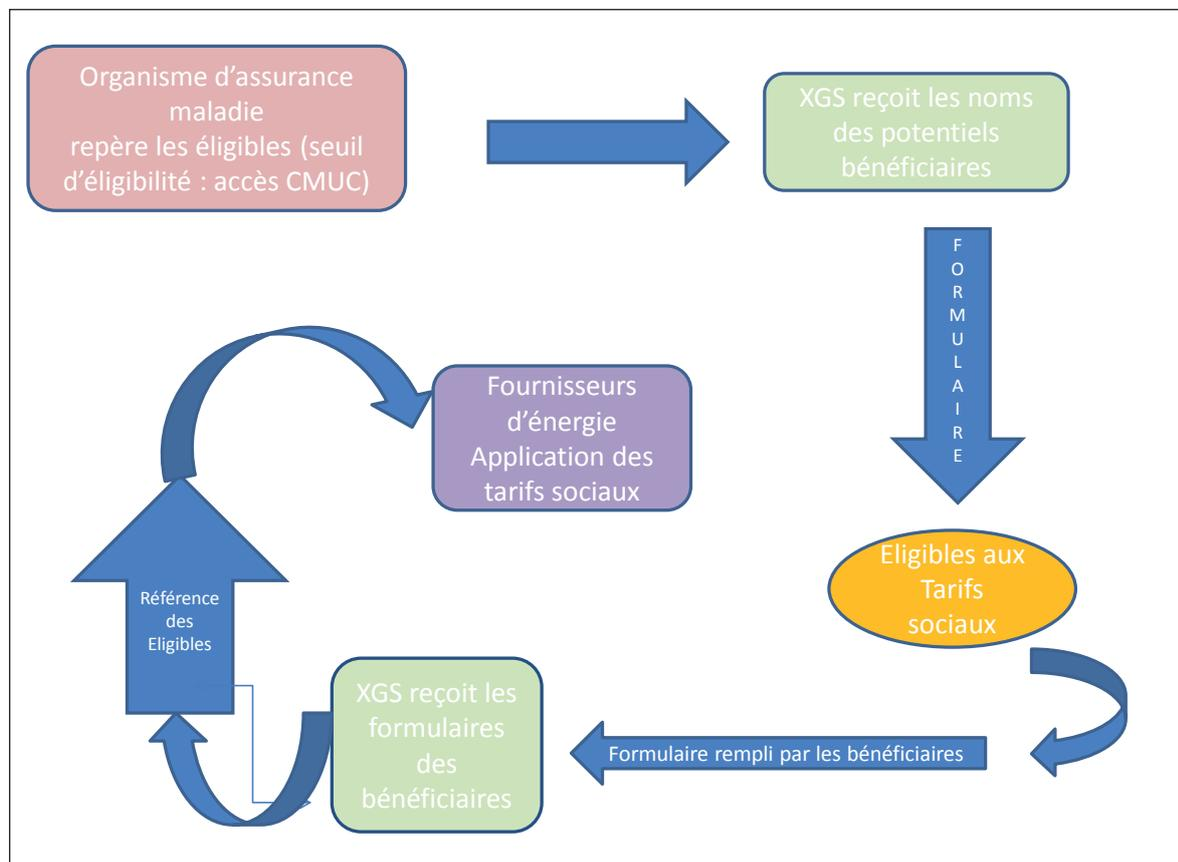 Organisme d’assurance
maladie
repère les éligibles (seuil
d’éligibilité : accès CMUC)
XGS reçoit les noms
des potentiels
bénéficiaires
F
O
R
M
U
L
A
I
R
E
Eligibles aux
Tarifs
sociaux
Formulaire rempli par les bénéficiaires
XGS reçoit les
formulaires
des
bénéficiaires
Référence
des
Eligibles
Fournisseurs
d’énergie
Application des
tarifs sociaux